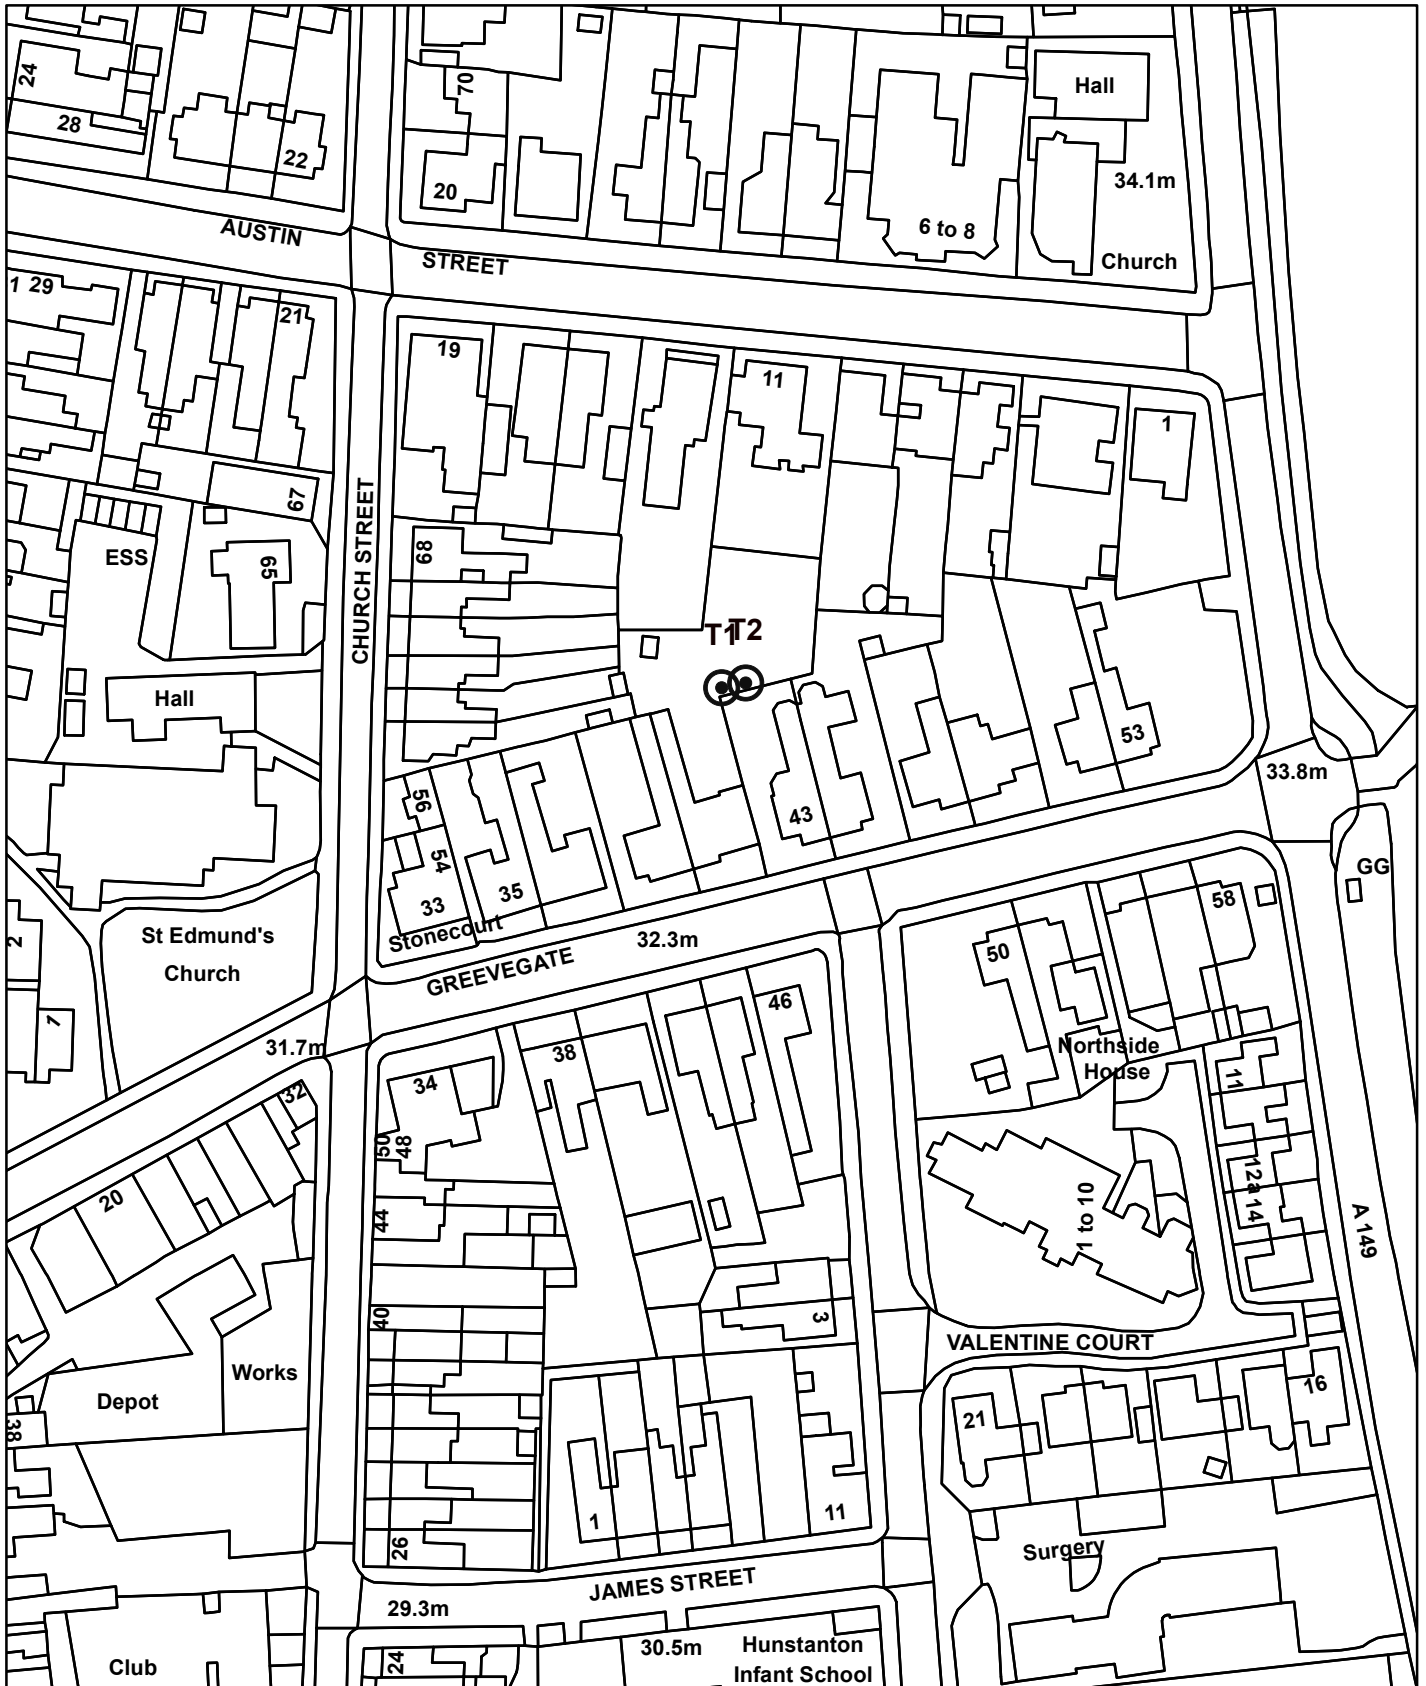 24
28
22
70
20
Hall
34.1m
6 to 8
Church
AUSTIN
STREET
1 29
21
19
11
1
67
ESS
65
CHURCH STREET
68
T1
T2
Hall
53
33.8m
56
54
33
35
43
Stonecourt
32.3m
GREEVEGATE
GG
58
50
St Edmund's
Church
2
1
31.7m
46
38
34
32
50
48
Northside
House
11
12a
14
20
44
1 to 10
A 149
40
3
VALENTINE COURT
Works
Depot
38
16
21
1
11
26
Surgery
JAMES STREET
29.3m
30.5m
Hunstanton
Infant School
24
Club